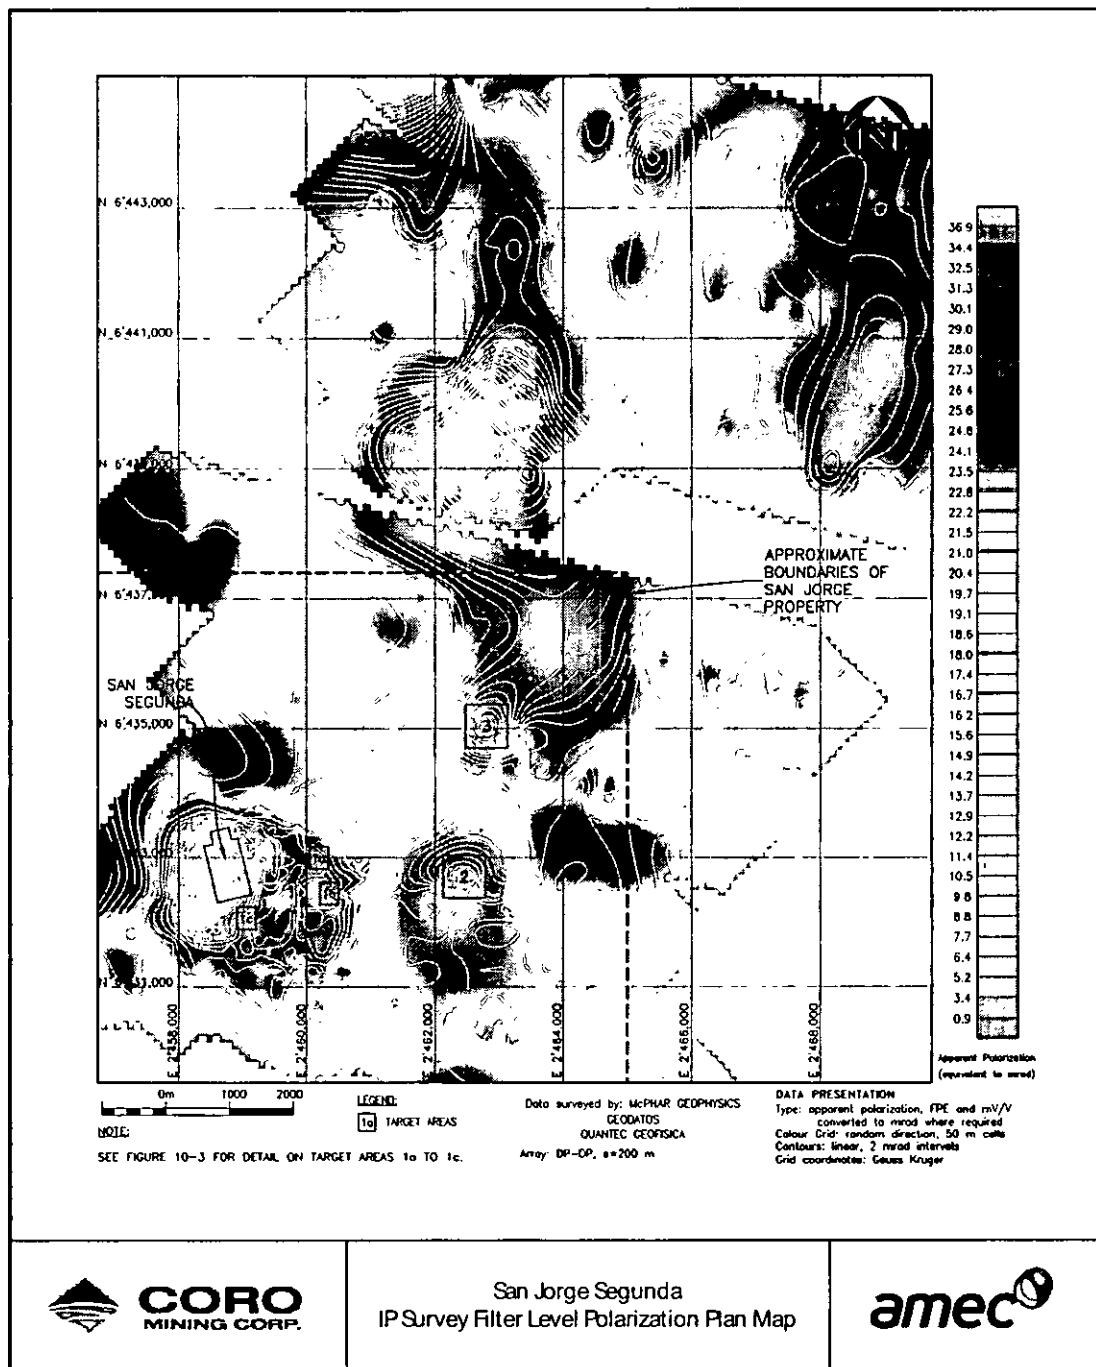 N 6'443,000
N 6'441,000
N 6'437,
APPROXIMATE
BOUNDARIES OF
SAN JORGE
PROPERTY
SAN JORGE
SEGUNDA
N 6'435,000
3
2
E 2'458,000
E 2'460,000
E 2'462,000
E 2'464,000
E 2'466,000
E 2'468,000
36.9
34.4
32.5
31.3
30.1
29.0
28.0
27.3
26.4
25.6
24.8
24.1
23.5
22.8
22.2
21.5
21.0
20.4
19.7
19.1
18.6
18.0
17.4
16.7
16.2
15.6
14.9
14.2
13.7
12.9
12.2
11.4
10.5
9.8
8.8
7.7
6.4
5.2
3.4
0.9
Apparent Polarization
(equivalent to mrad)
0m 1000 2000
NOTE:
SEE FIGURE 10-3 FOR DETAIL ON TARGET AREAS 1a TO 1c.
LEGEND:
1a TARGET AREAS
Data surveyed by: McPHAR GEOPHYSICS
GEODATOS
QUANTEC GEOFISICA
Array: DP-DP, a=200 m
DATA PRESENTATION
Type: apparent polarization, FPE and mV/V
converted to mrad where required
Colour Grid: random direction, 50 m cells
Contours: linear, 2 mrad intervals
Grid coordinates: Gauss Kruger
CORO
MINING CORP.
San Jorge Segunda
IP Survey Filter Level Polarization Plan Map
amec